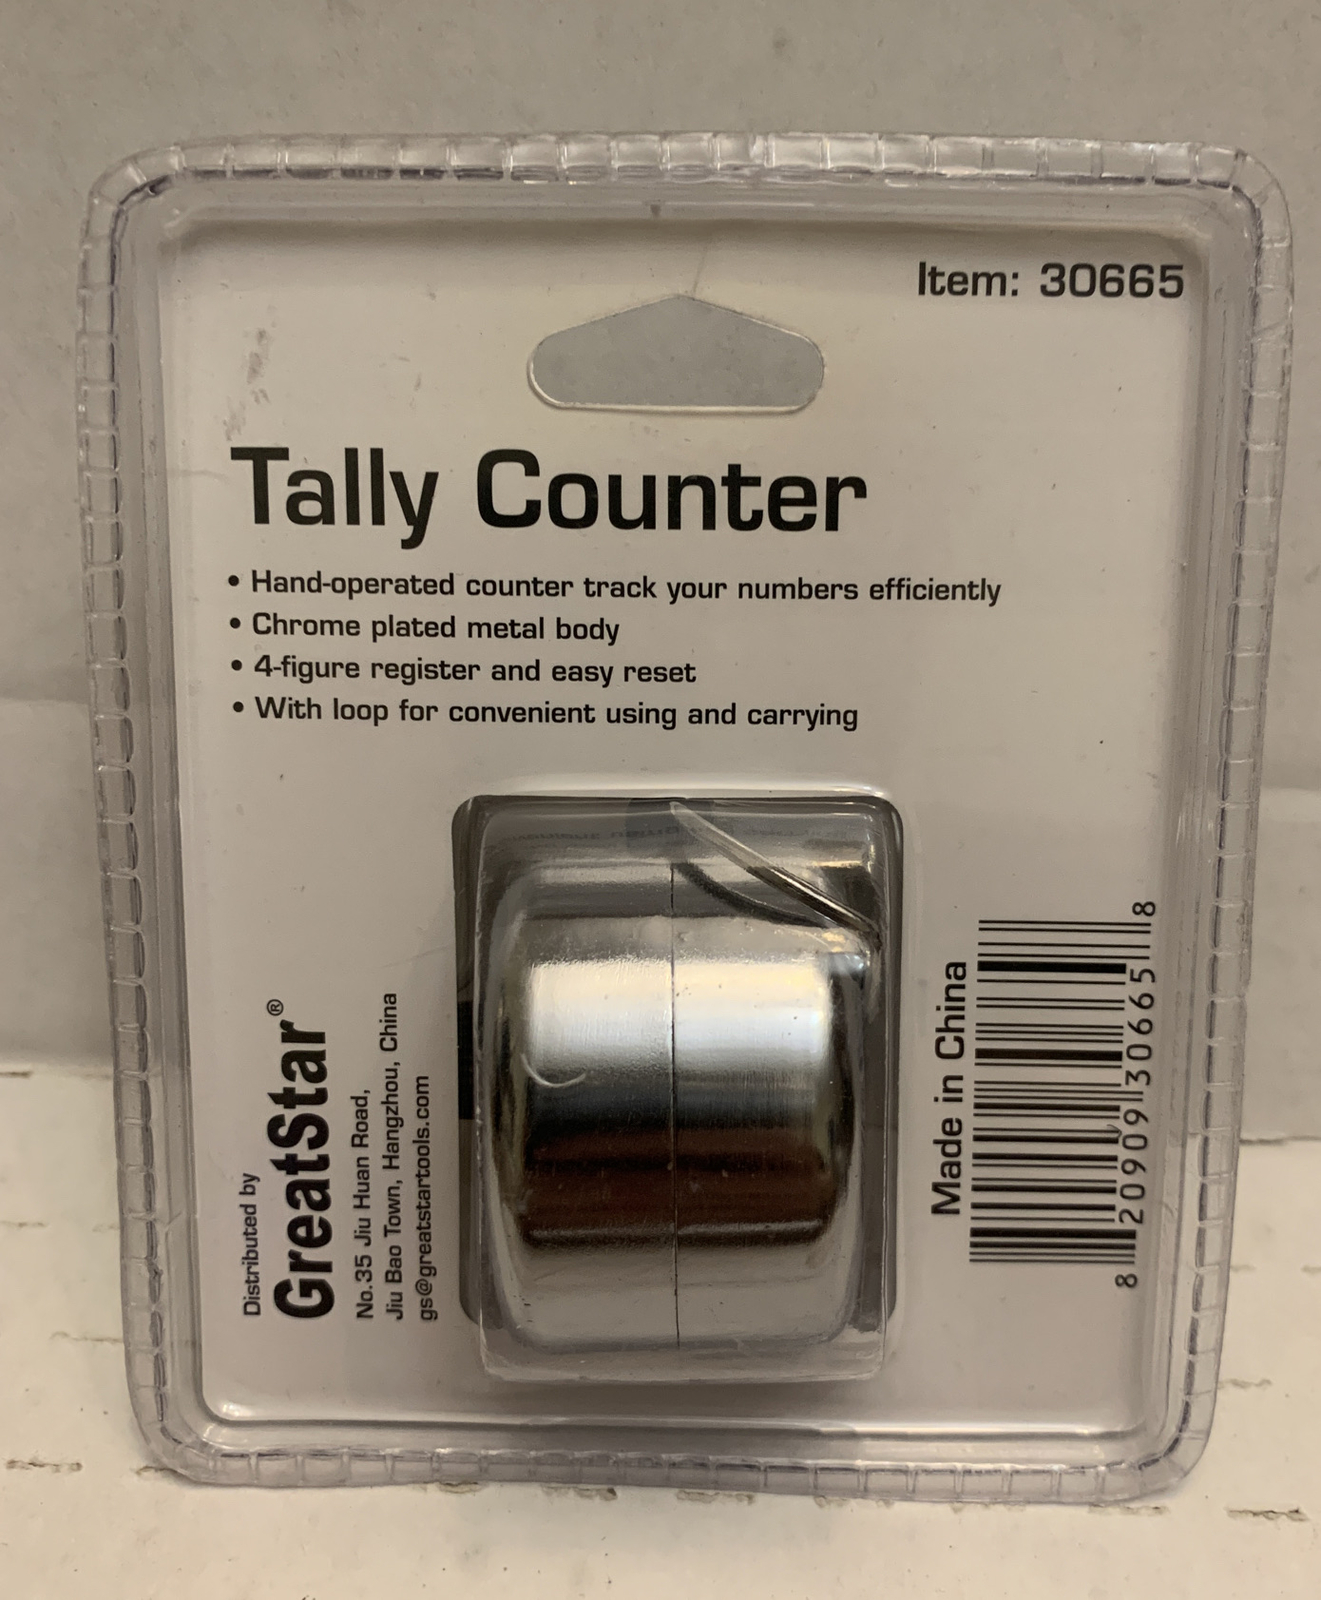 Item: 30665
Tally Counter
• Hand-operated counter track your numbers efficiently
• Chrome plated metal body
• 4-figure register and easy reset
• With loop for convenient using and carrying
Distributed by
GreatStar®
No.35 Jiu Huan Road,
Jiu Bao Town, Hangzhou, China
gs@greatstartools.com
Made in China
8 20909 30665 8